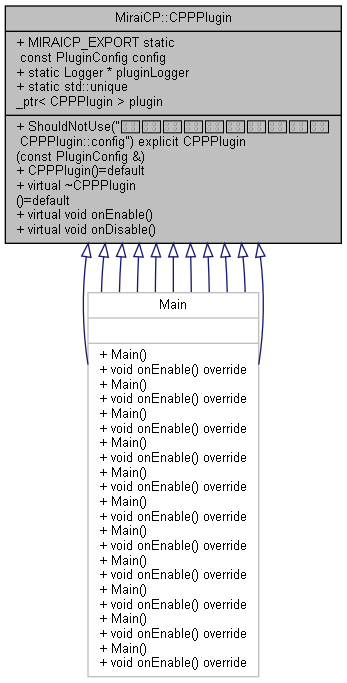 MiraiCP::CPPPlugin
+ MIRAICP_EXPORT static
const PluginConfig config
+ static Logger * pluginLogger
+ static std::unique
_ptr< CPPPlugin > plugin
+ ShouldNotUse("
CPPPlugin::config") explicit CPPPlugin
(const PluginConfig &)
+ CPPPlugin()=default
+ virtual ~CPPPlugin
()=default
+ virtual void onEnable()
+ virtual void onDisable()
Main
+ Main()
+ void onEnable() override
+ Main()
+ void onEnable() override
+ Main()
+ void onEnable() override
+ Main()
+ void onEnable() override
+ Main()
+ void onEnable() override
+ Main()
+ void onEnable() override
+ Main()
+ void onEnable() override
+ Main()
+ void onEnable() override
+ Main()
+ void onEnable() override
+ Main()
+ void onEnable() override
+ Main()
+ void onEnable() override